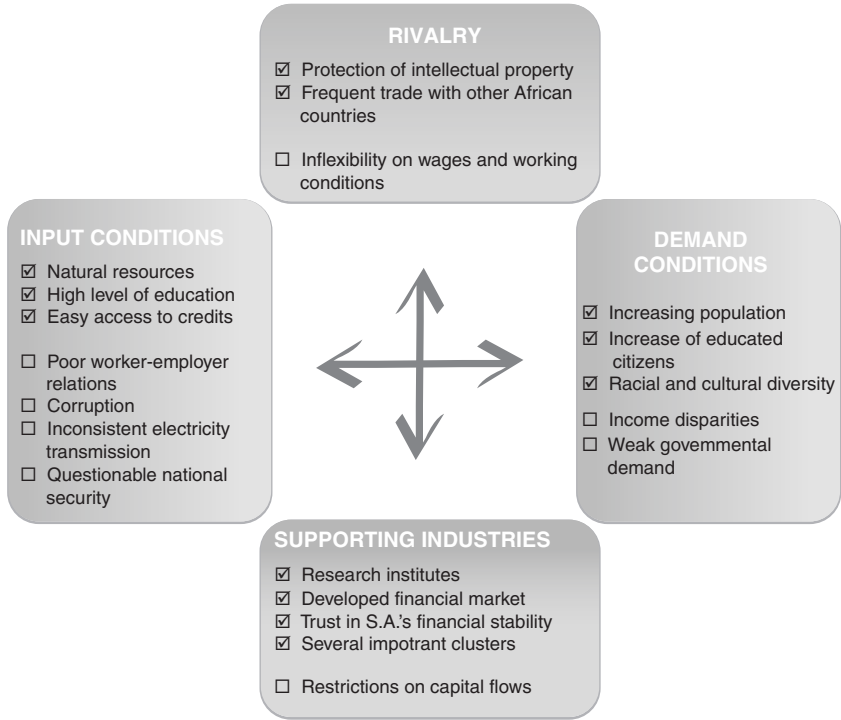 RIVALRY
☑ Protection of intellectual property
☑ Frequent trade with other African
countries
☐ Inflexibility on wages and working
conditions
INPUT CONDITIONS
☑ Natural resources
☑ High level of education
☑ Easy access to credits
☐ Poor worker-employer
relations
☐ Corruption
☐ Inconsistent electricity
transmission
☐ Questionable national
security
DEMAND
CONDITIONS
☑ Increasing population
☑ Increase of educated
citizens
☑ Racial and cultural diversity
☐ Income disparities
☐ Weak govemmental
demand
SUPPORTING INDUSTRIES
☑ Research institutes
☑ Developed financial market
☑ Trust in S.A.'s financial stability
☑ Several impotrant clusters
☐ Restrictions on capital flows